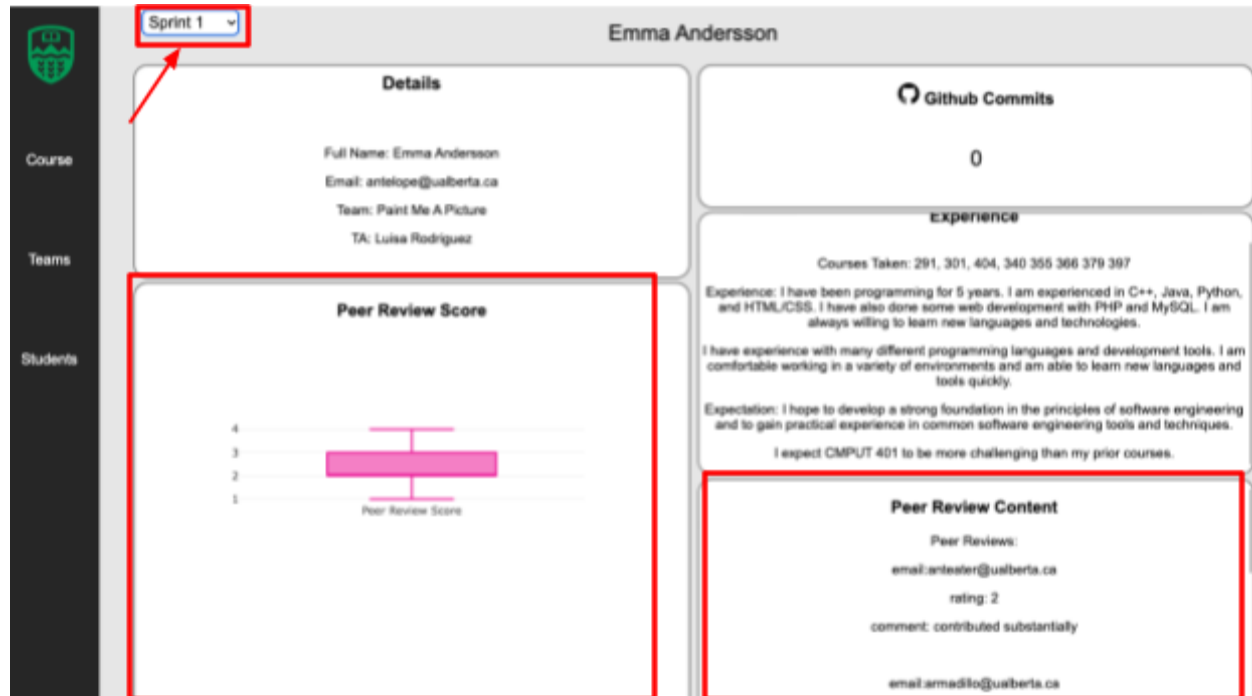 Sprint 1
Emma Andersson
Course
Teams
Students
Details
Full Name: Emma Andersson
Email: antelope@ualberta.ca
Team: Paint Me A Picture
TA: Luisa Rodriguez
Peer Review Score
4
3
2
1
Peer Review Score
Github Commits
0
Experience
Courses Taken: 291, 301, 404, 340 355 366 379 397
Experience: I have been programming for 5 years. I am experienced in C++, Java, Python,
and HTML/CSS. I have also done some web development with PHP and MySQL. I am
always willing to learn new languages and technologies.
I have experience with many different programming languages and development tools. I am
comfortable working in a variety of environments and am able to learn new languages and
tools quickly.
Expectation: I hope to develop a strong foundation in the principles of software engineering
and to gain practical experience in common software engineering tools and techniques.
I expect CMPUT 401 to be more challenging than my prior courses.
Peer Review Content
Peer Reviews:
email:anteater@ualberta.ca
rating: 2
comment: contributed substantially
email:armadillo@ualberta.ca